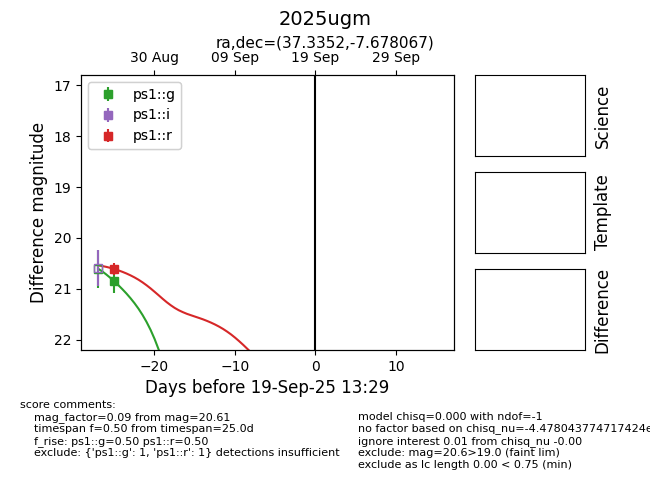 2025ugm
ra,dec=(37.3352,-7.678067)
30 Aug 09 Sep 19 Sep 29 Sep
17
18
19
20
21
22
Difference magnitude
ps1::g
ps1::i
ps1::r
−20 −10 0 10
Days before 19-Sep-25 13:29
Science
Template
Difference
score comments:
mag_factor=0.09 from mag=20.61
timespan f=0.50 from timespan=25.0d
f_rise: ps1::g=0.50 ps1::r=0.50
exclude: {'ps1::g': 1, 'ps1::r': 1} detections insufficient
model chisq=0.000 with ndof=-1
no factor based on chisq_nu=-4.478043774717424e
ignore interest 0.01 from chisq_nu -0.00
exclude: mag=20.6>19.0 (faint lim)
exclude as lc length 0.00 < 0.75 (min)